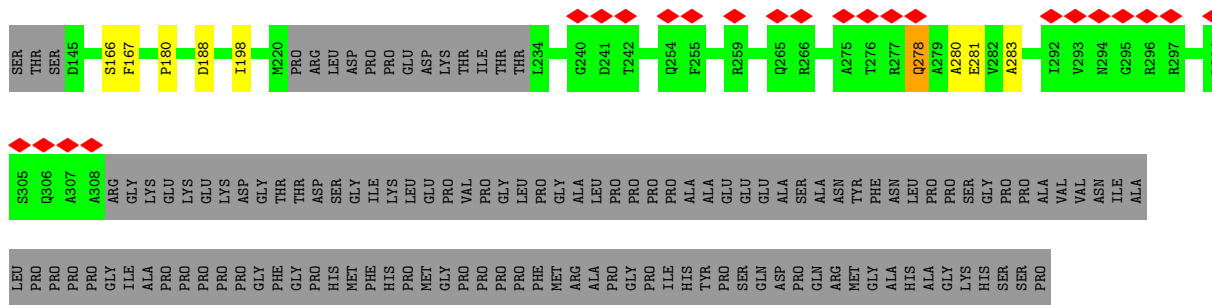 SER THR SER D145 S166 F167 P180 D188 I198 M220 PRO ARG LEU ASP PRO PRO GLU ASP LYS THR ILE THR THR L234 G240 D241 T242 Q254 F255 R259 Q265 R266 A275 T276 R277 Q278 A279 A280 E281 V282 A283 I292 V293 N294 G295 R296 R297
S305 Q306 A307 A308 ARG GLY LYS GLU LYS GLU LYS ASP GLY THR THR ASP SER GLY ILE LYS LEU GLU PRO VAL PRO GLY LEU PRO GLY ALA LEU PRO PRO PRO PRO ALA ALA GLU GLU GLU ALA SER ALA ASN TYR PHE ASN LEU PRO PRO SER GLY PRO PRO ALA VAL VAL ASN ILE ALA
LEU PRO PRO PRO PRO GLY ILE ALA PRO PRO PRO PRO PRO GLY PHE GLY PRO HIS MET PHE HIS PRO MET GLY PRO PRO PRO PRO PHE MET ARG ALA PRO GLY PRO ILE HIS TYR PRO SER GLN ASP PRO GLN ARG MET GLY ALA HIS ALA GLY LYS HIS SER SER PRO